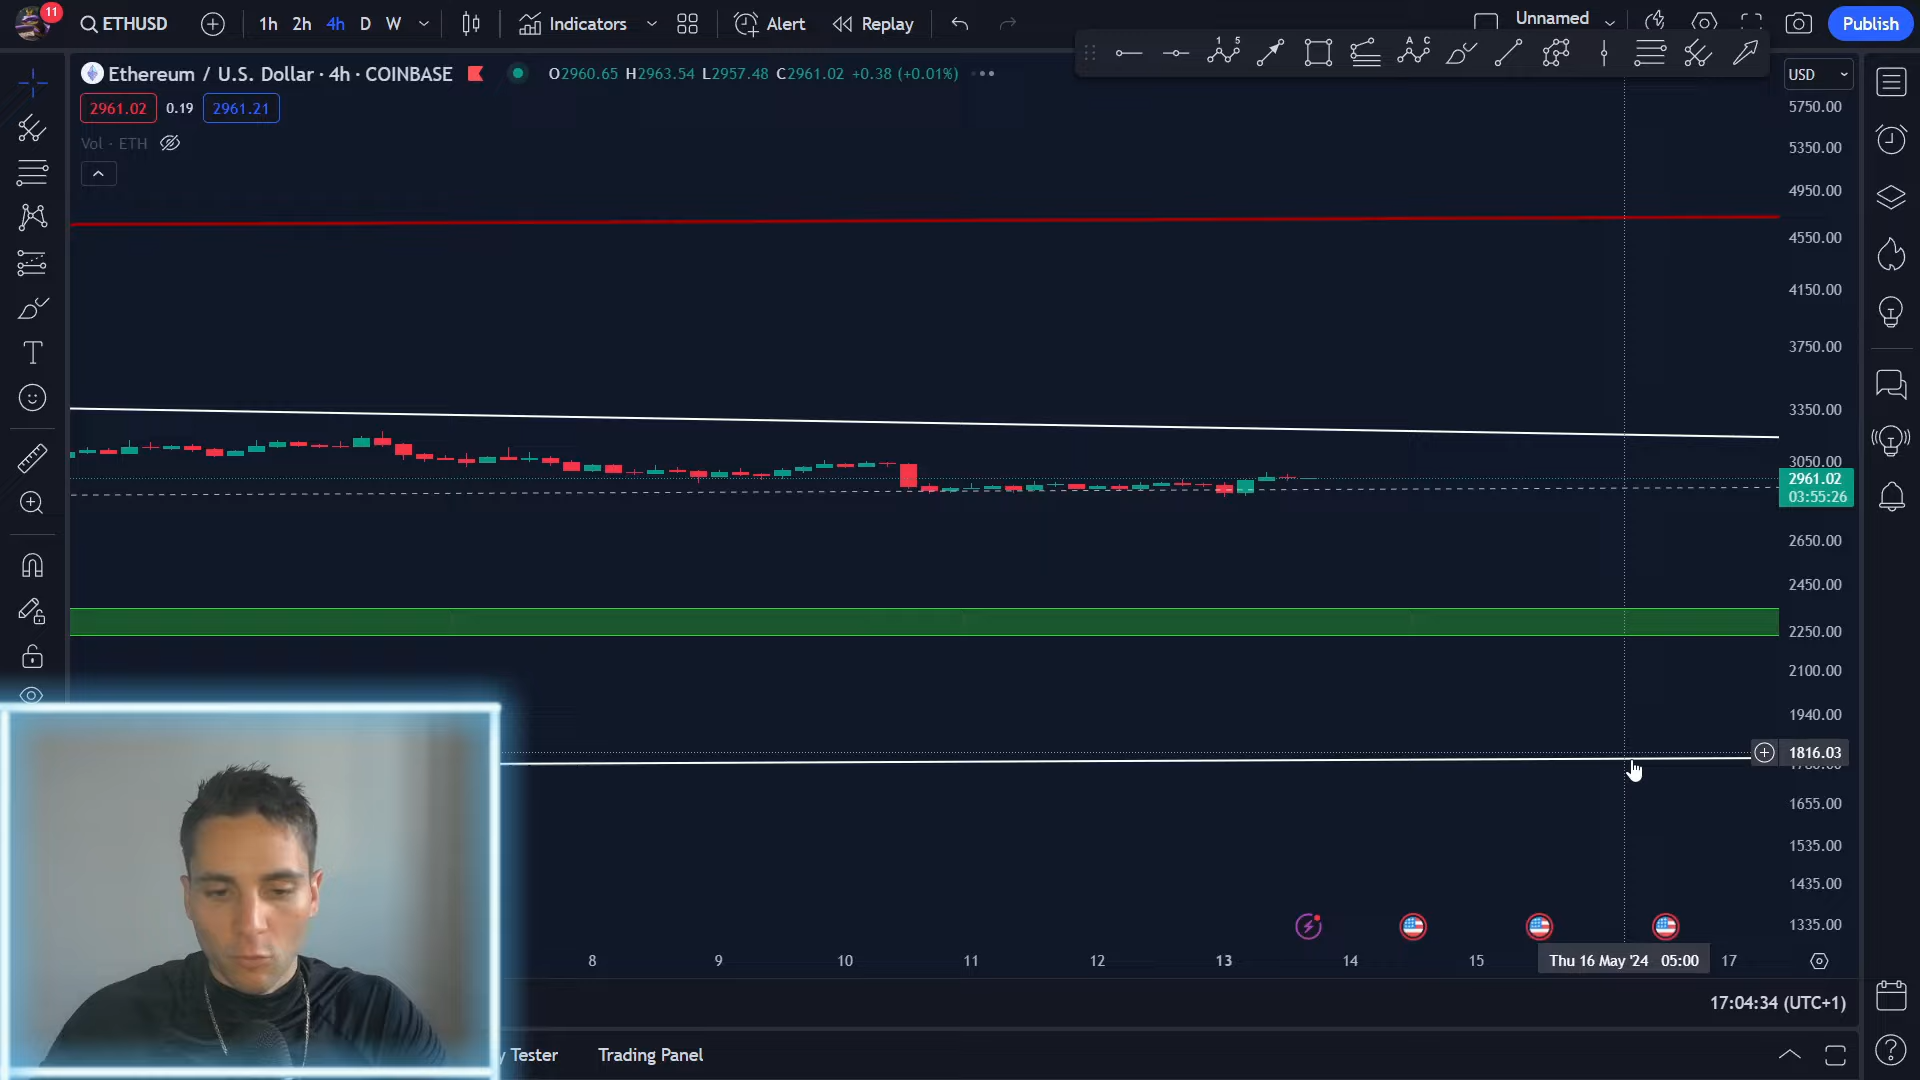 11
ETHUSD
1h 2h 4h D W
Indicators
Alert
Replay
Unnamed
Publish
1 5
A C
Ethereum / U.S. Dollar · 4h · COINBASE
O2960.65 H2963.54 L2957.48 C2961.02 +0.38 (+0.01%)
USD
2961.02 0.19 2961.21
Vol · ETH
5750.00
5350.00
4950.00
4550.00
4150.00
3750.00
3350.00
3050.00
2961.02
03:55:26
2650.00
2450.00
2250.00
2100.00
1940.00
1816.03
1655.00
1535.00
1435.00
1335.00
8 9 10 11 12 13 14 15 Thu 16 May '24 05:00 17
17:04:34 (UTC+1)
y Tester
Trading Panel